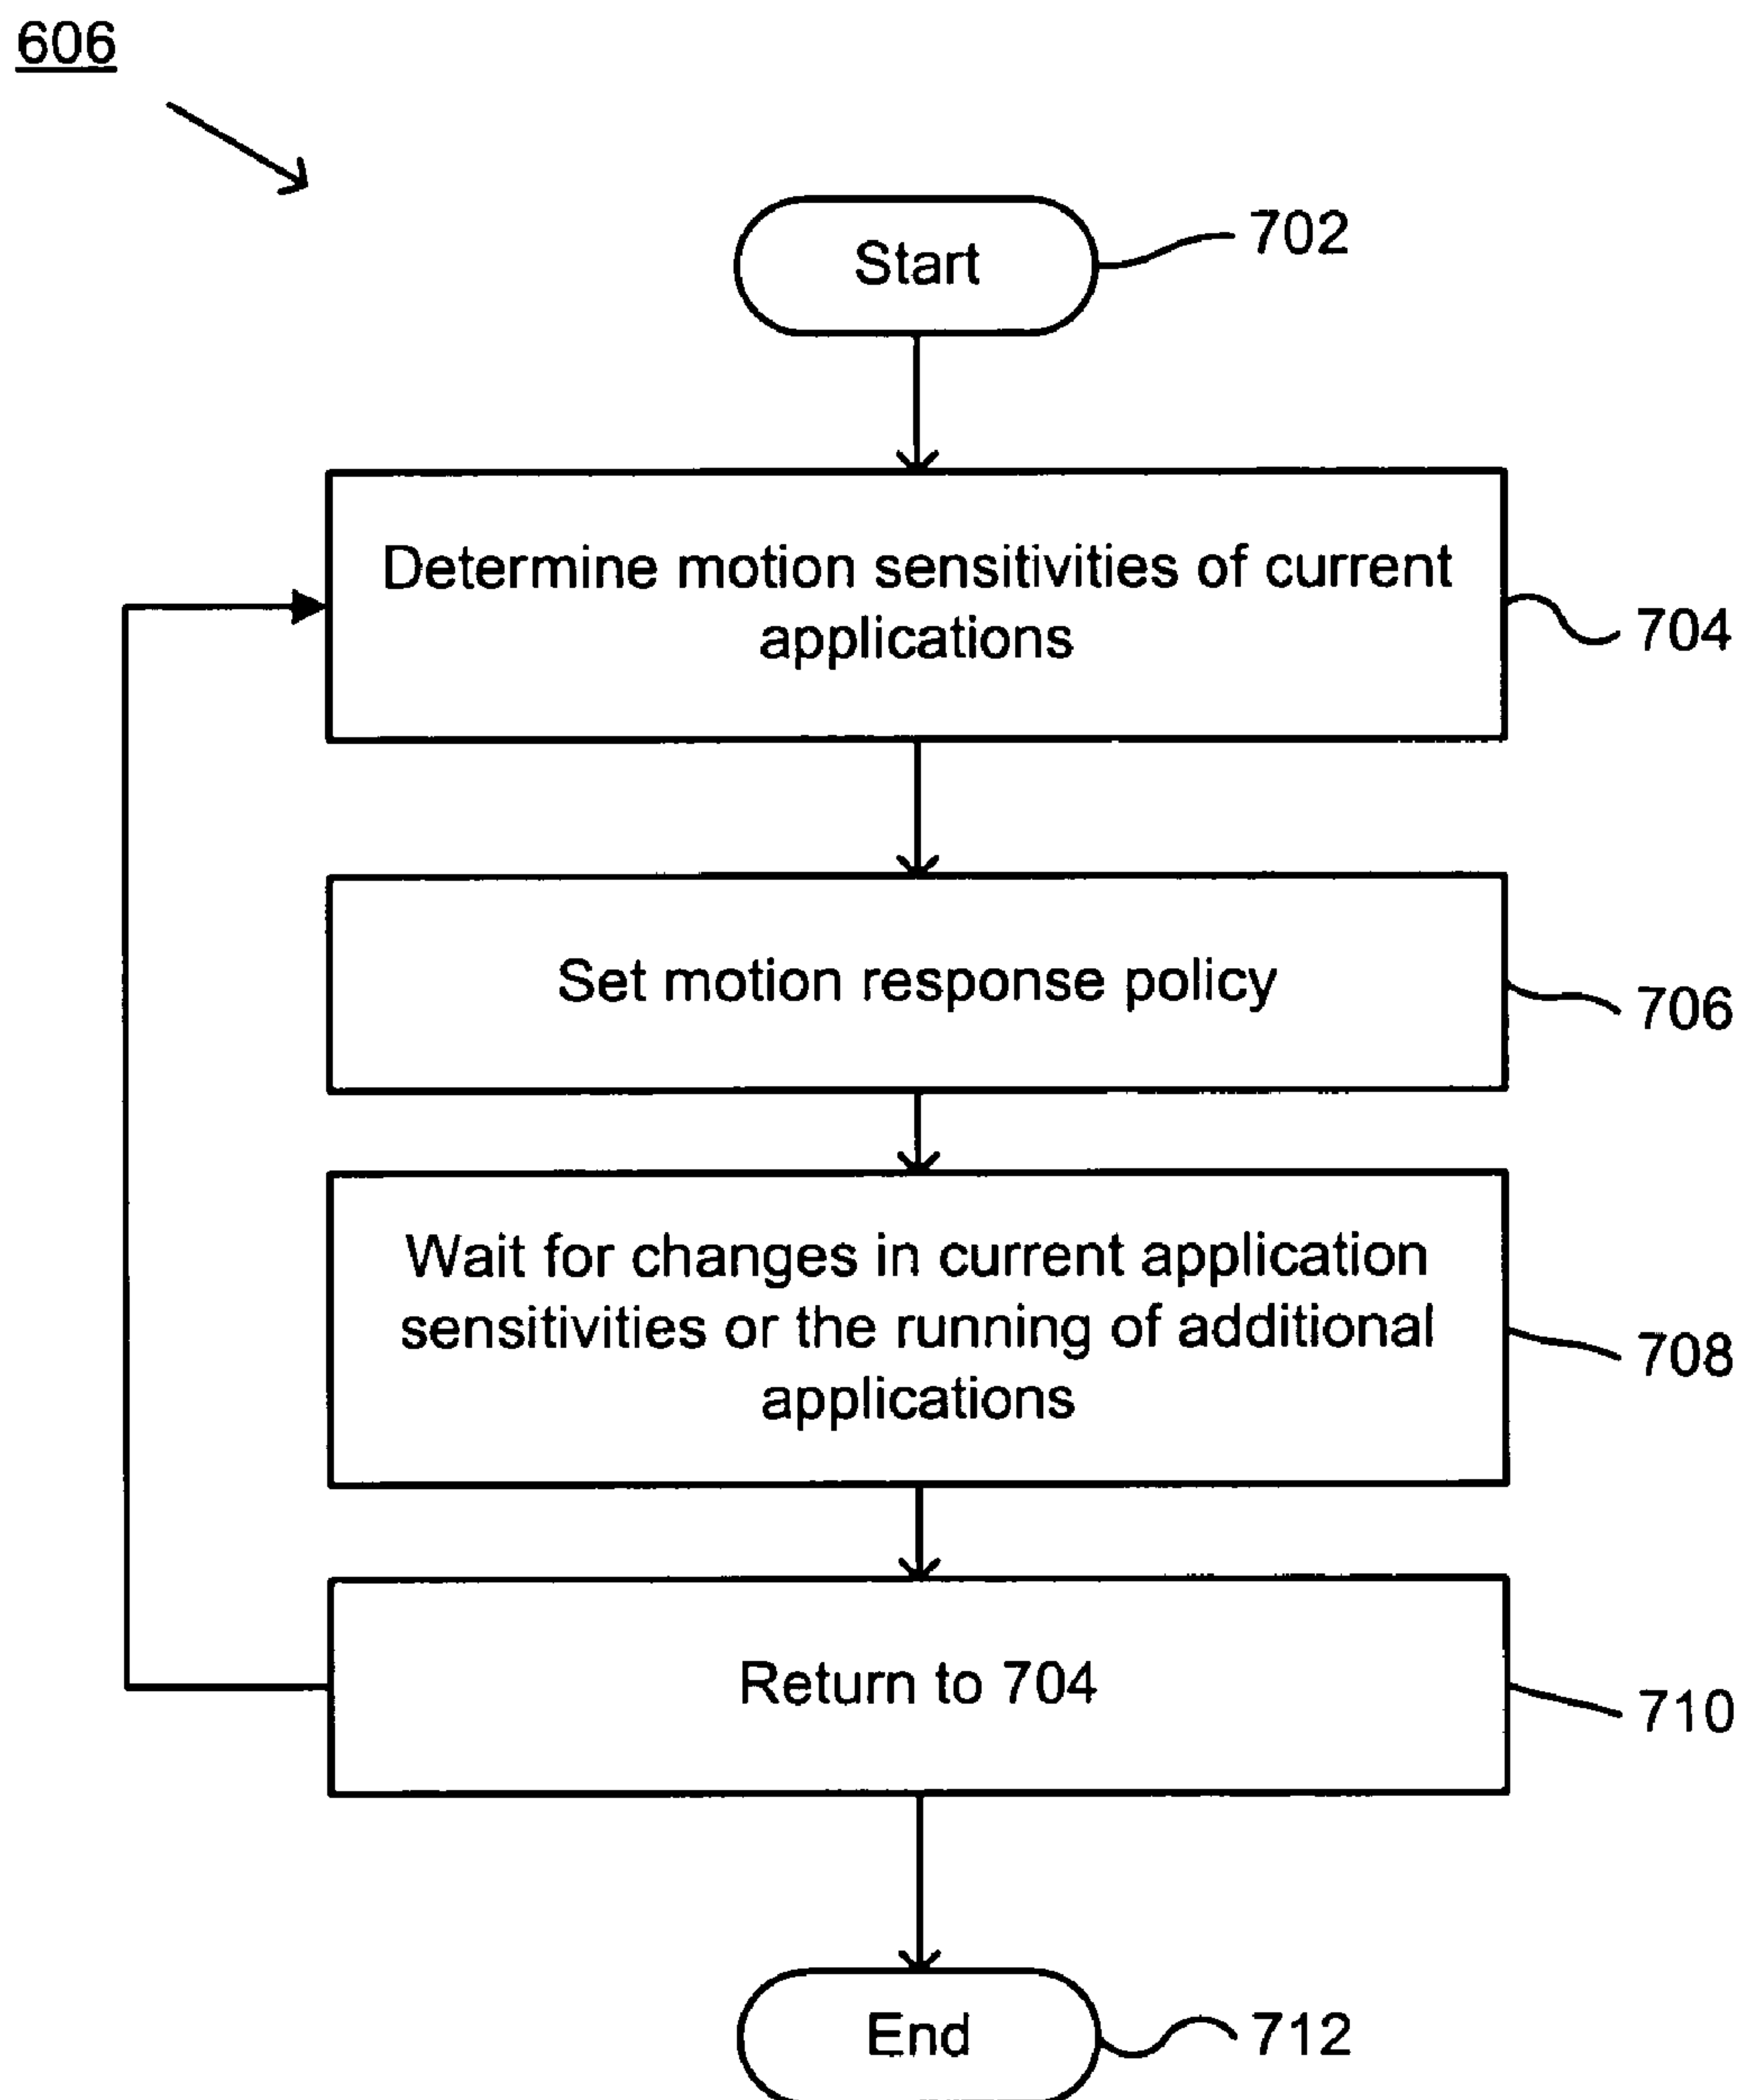 606
Start
702
Determine motion sensitivities of current
applications
704
Set motion response policy
706
Wait for changes in current application
sensitivities or the running of additional
applications
708
Return to 704
710
End
712